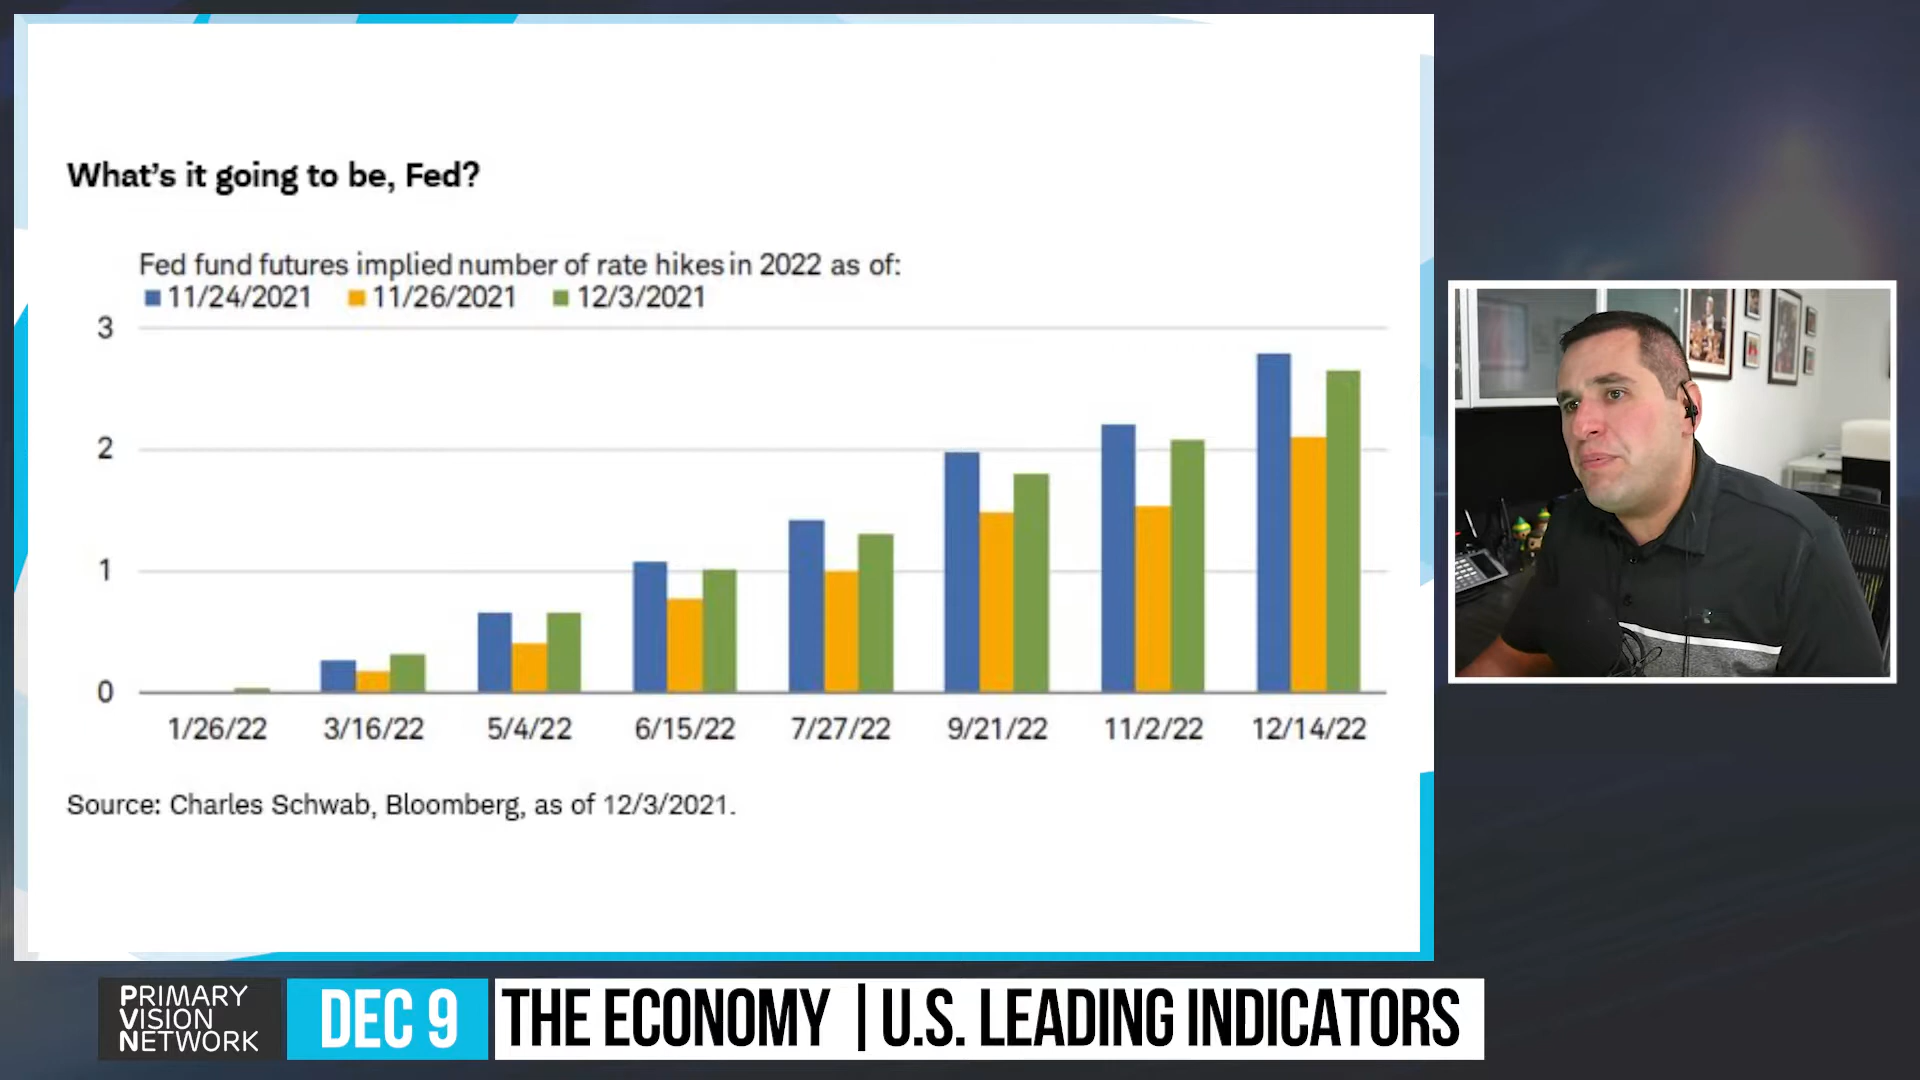 What's it going to be, Fed?
Fed fund futures implied number of rate hikes in 2022 as of:
11/24/2021 11/26/2021 12/3/2021
3
2
1
0
1/26/22 3/16/22 5/4/22 6/15/22 7/27/22 9/21/22 11/2/22 12/14/22
Source: Charles Schwab, Bloomberg, as of 12/3/2021.
PRIMARY
VISION
NETWORK
DEC 9
THE ECONOMY | U.S. LEADING INDICATORS